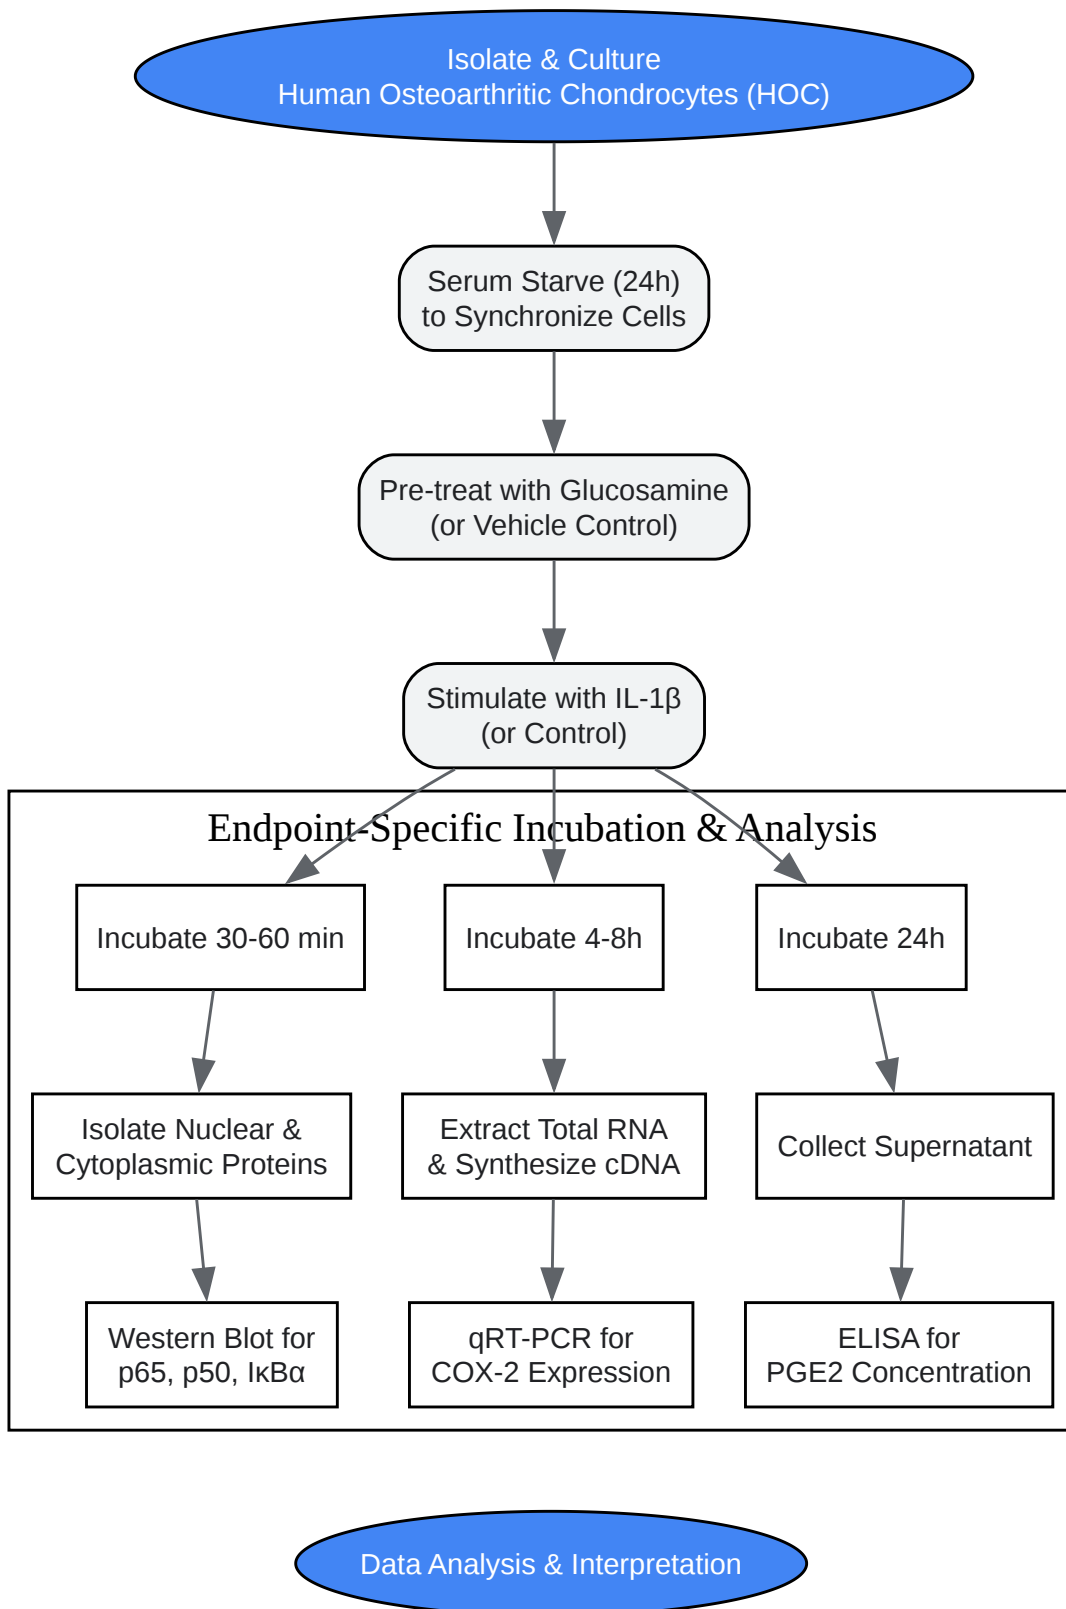 Isolate & Culture
Human Osteoarthritic Chondrocytes (HOC)
Serum Starve (24h)
to Synchronize Cells
Pre-treat with Glucosamine
(or Vehicle Control)
Stimulate with IL-1β
(or Control)
Endpoint-Specific Incubation & Analysis
Incubate 30-60 min
Incubate 4-8h
Incubate 24h
Isolate Nuclear &
Cytoplasmic Proteins
Extract Total RNA
& Synthesize cDNA
Collect Supernatant
Western Blot for
p65, p50, IκBα
qRT-PCR for
COX-2 Expression
ELISA for
PGE2 Concentration
Data Analysis & Interpretation